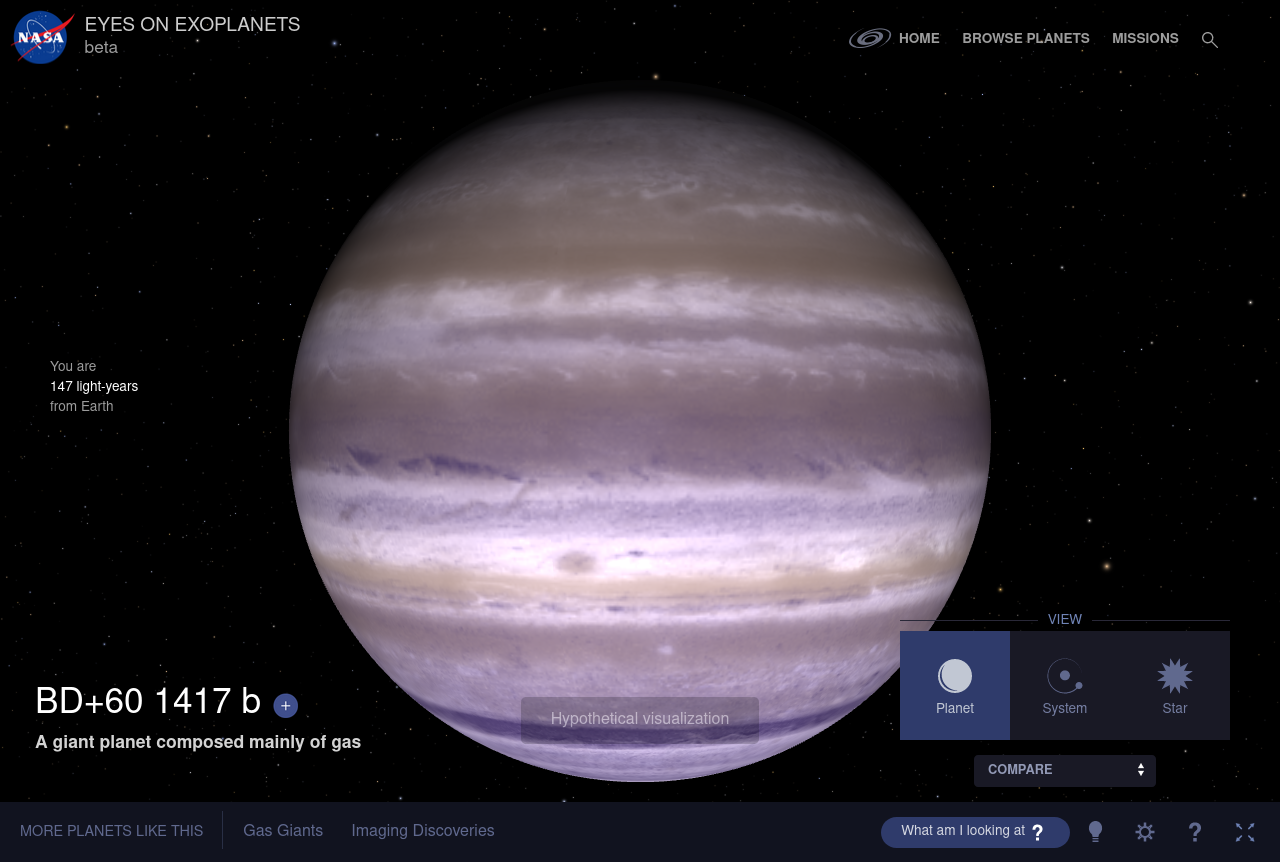 NASA
EYES ON EXOPLANETS
beta
HOME
BROWSE PLANETS
MISSIONS
You are
147 light-years
from Earth
BD+60 1417 b +
A giant planet composed mainly of gas
Hypothetical visualization
VIEW
Planet
System
Star
COMPARE
MORE PLANETS LIKE THIS
Gas Giants
Imaging Discoveries
What am I looking at ?
?